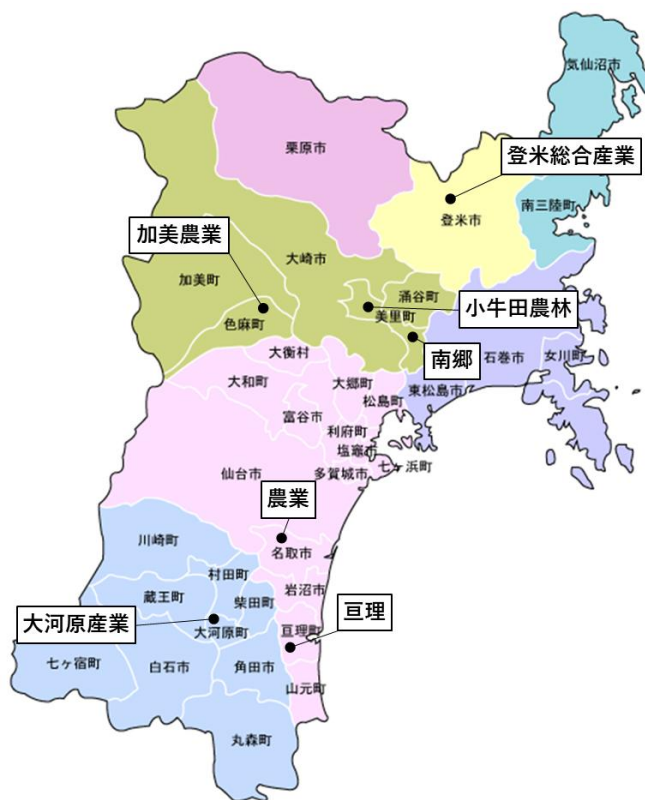 気仙沼市
栗原市
登米総合産業
南三陸町
登米市
加美農業
大崎市
加美町
涌谷町
小牛田農林
美里町
色麻町
南郷
石巻市
女川町
大衡村
大和町
大郷町
東松島市
松島町
富谷市
利府町
塩竈市
七ヶ浜町
仙台市
多賀城市
農業
川崎町
名取市
村田町
岩沼市
蔵王町
柴田町
大河原産業
亘理
大河原町
亘理町
七ヶ宿町
白石市
角田市
山元町
丸森町